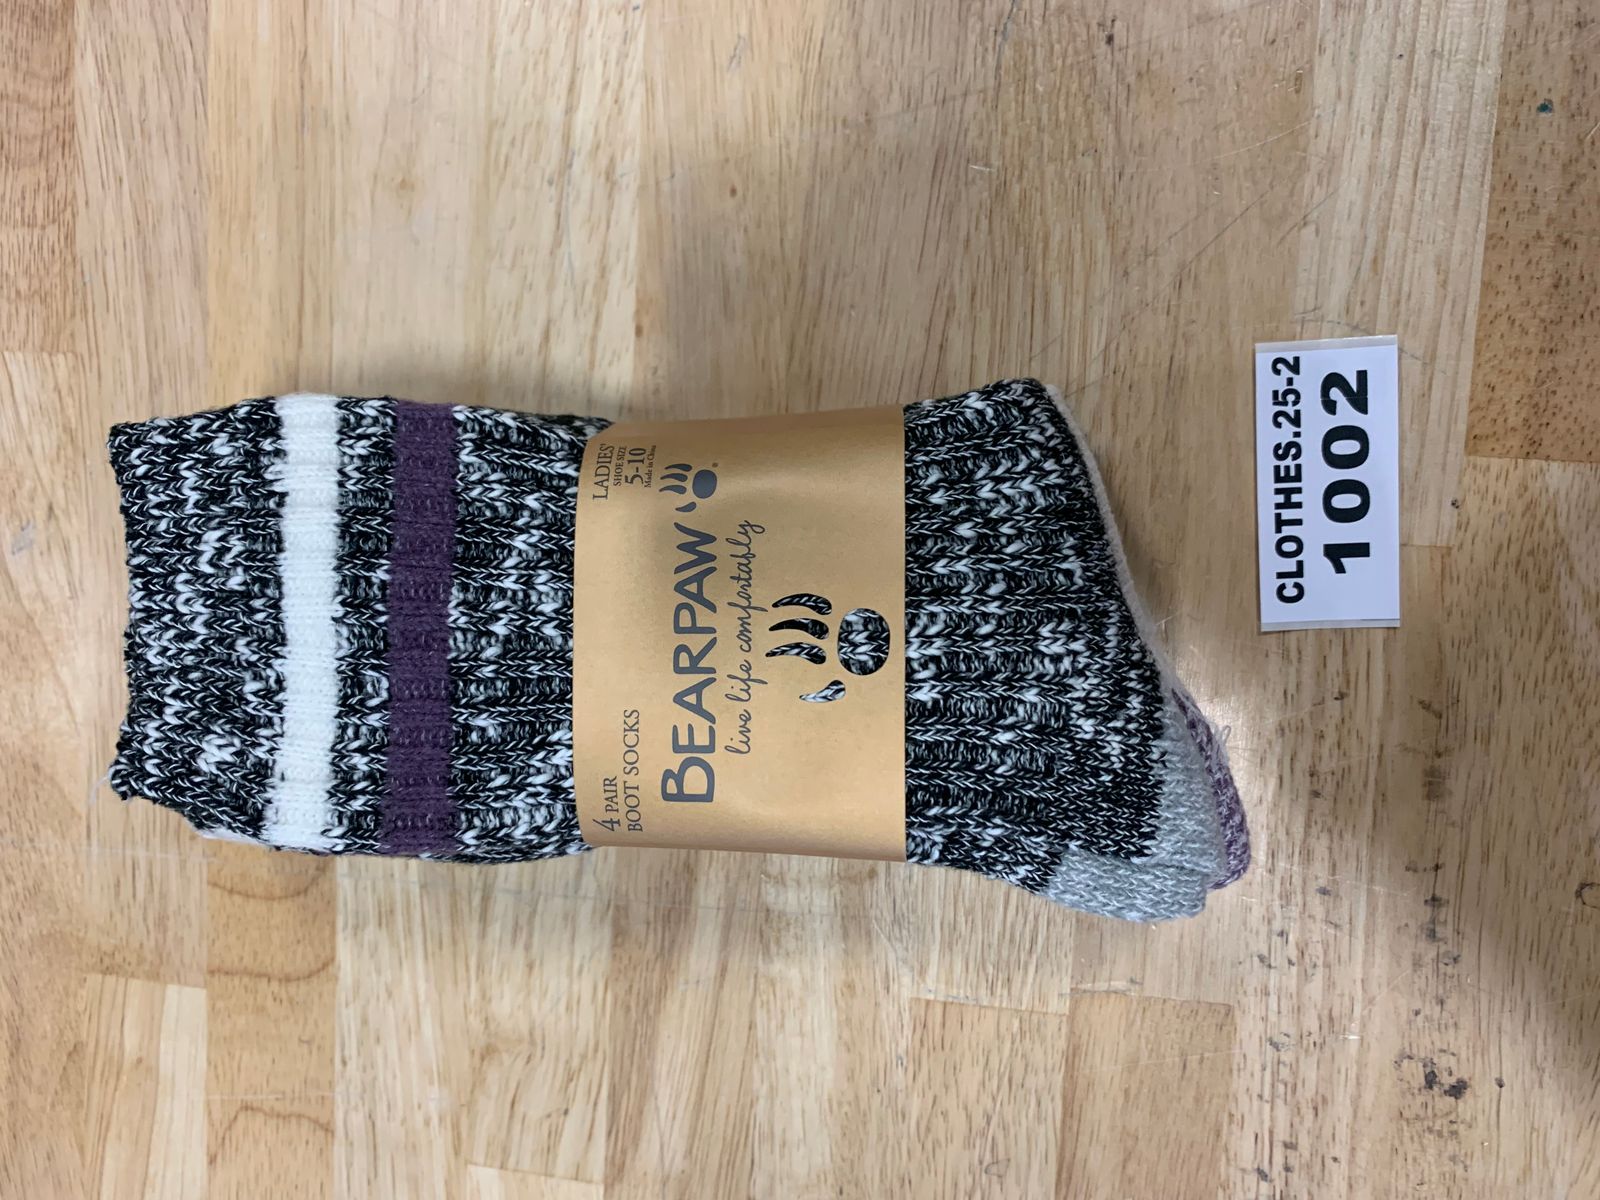 4 PAIR
BOOT SOCKS
LADIES'
SHOE SIZE
5-10
Made in China
BEARPAW
live life comfortably
CLOTHES.25-2
1002